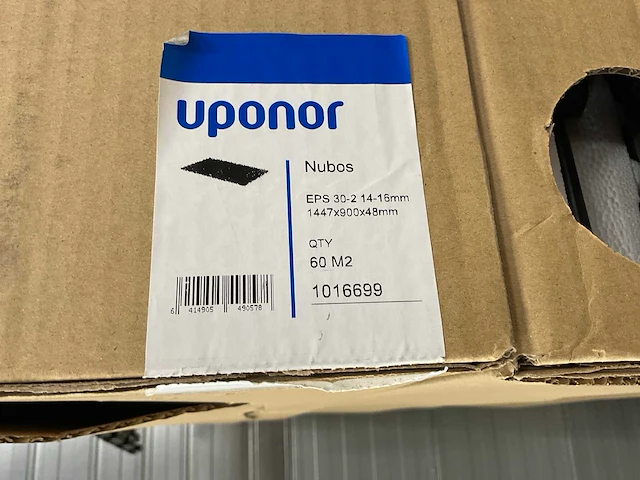 uponor
Nubos
EPS 30-2 14-16mm
1447x900x48mm
QTY
60 M2
1016699
6 414905 490578